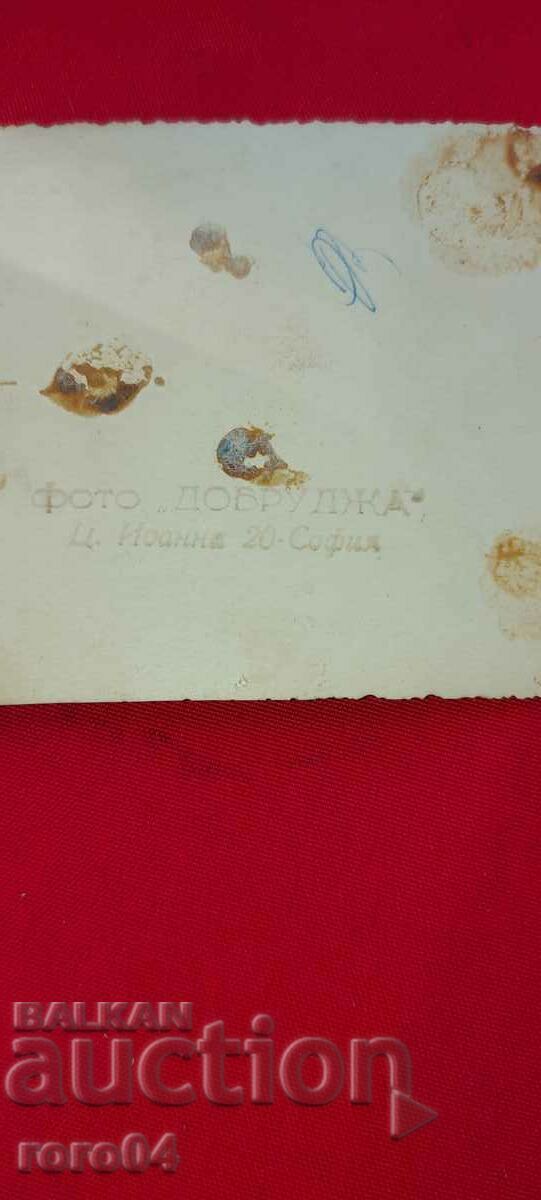 фото „ДОБРУДЖА"
Ц. Иоанна 20-София
BALKAN
auction
roro04